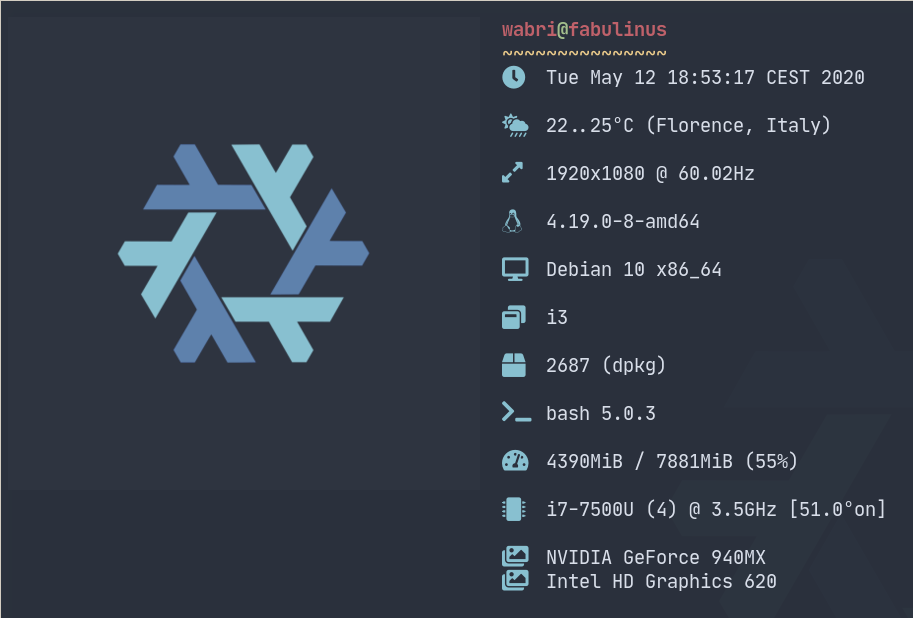 wabri@fabulinus
~~~~~~~~~~~~~~~
Tue May 12 18:53:17 CEST 2020
22..25°C (Florence, Italy)
1920x1080 @ 60.02Hz
4.19.0-8-amd64
Debian 10 x86_64
i3
2687 (dpkg)
bash 5.0.3
4390MiB / 7881MiB (55%)
i7-7500U (4) @ 3.5GHz [51.0°on]
NVIDIA GeForce 940MX
Intel HD Graphics 620